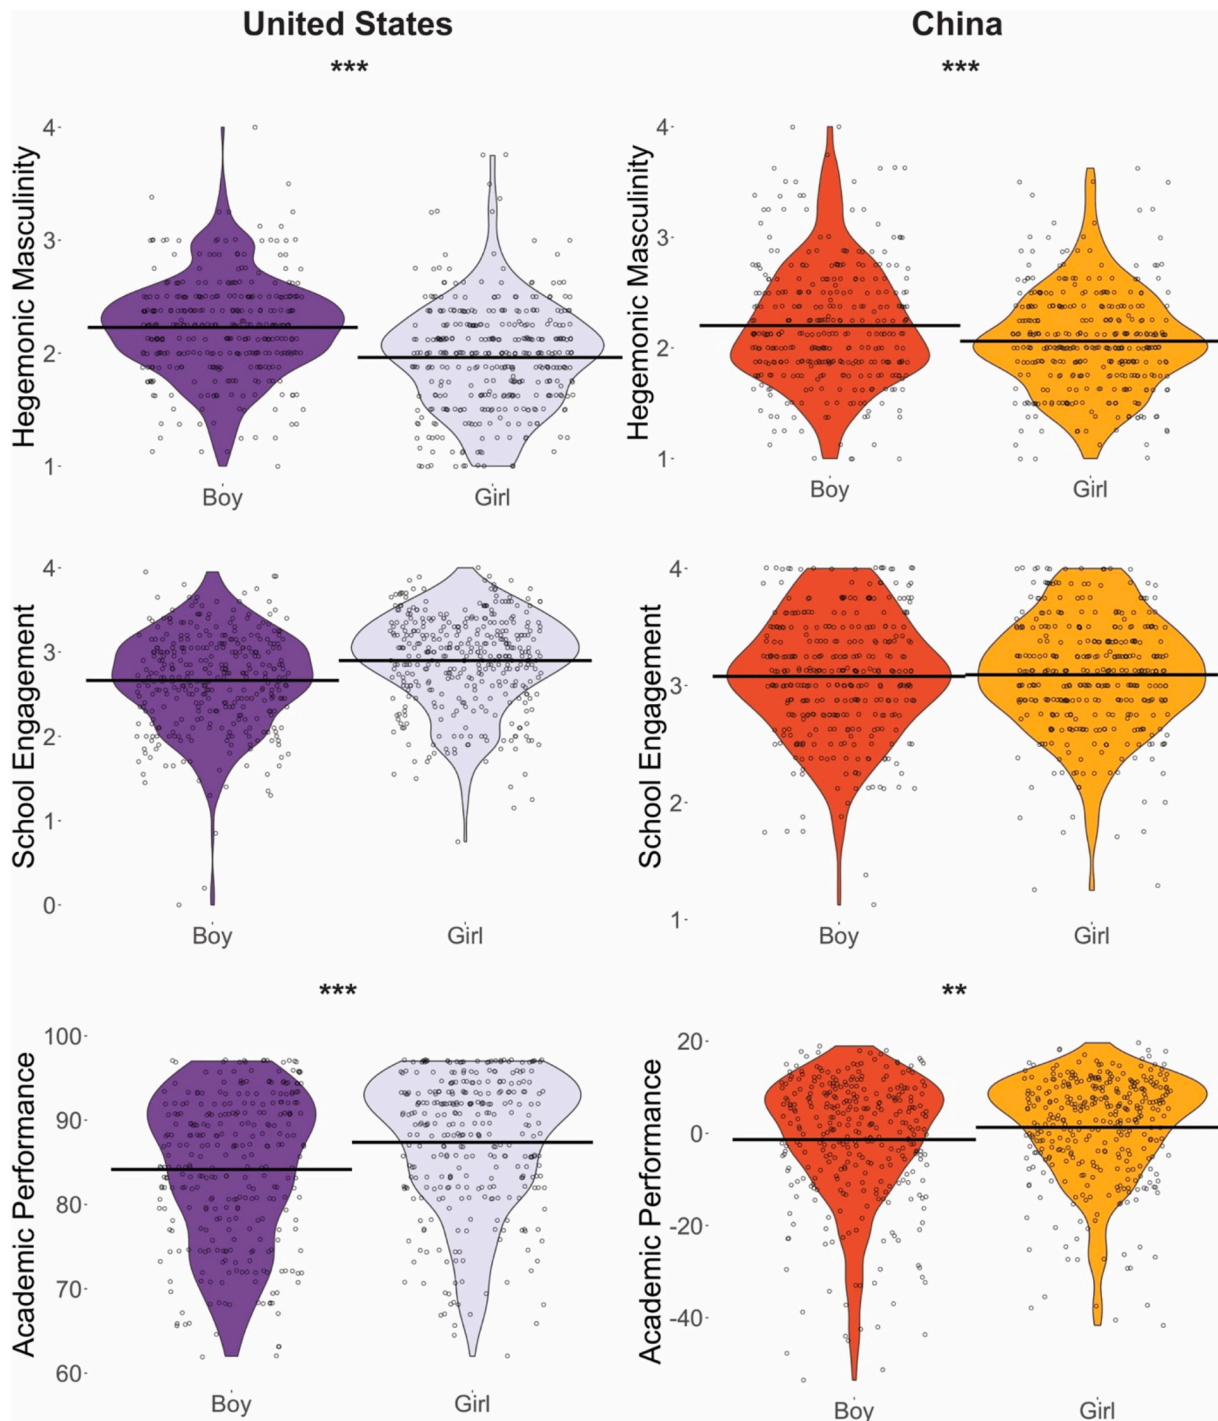 United States
China
***
***
Hegemonic Masculinity
4
3
2
1
Boy
Girl
Hegemonic Masculinity
4
3
2
1
Boy
Girl
School Engagement
4
3
2
1
0
Boy
Girl
School Engagement
4
3
2
1
Boy
Girl
***
**
Academic Performance
100
90
80
70
60
Boy
Girl
Academic Performance
20
0
-20
-40
Boy
Girl